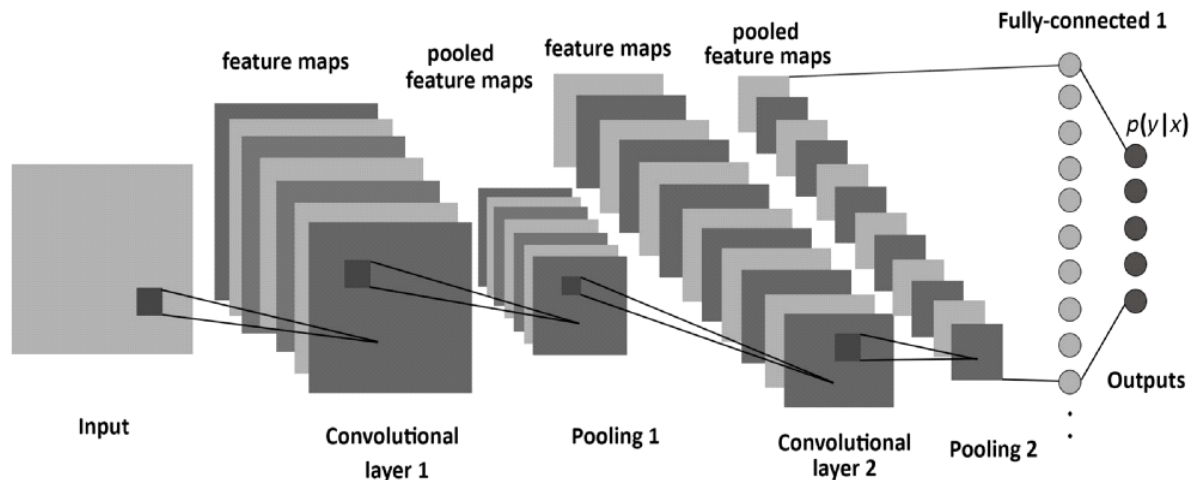 Fully-connected 1
feature maps
pooled
feature maps
feature maps
pooled
feature maps
p(y|x)
Input
Convolutional
layer 1
Pooling 1
Convolutional
layer 2
Pooling 2
Outputs